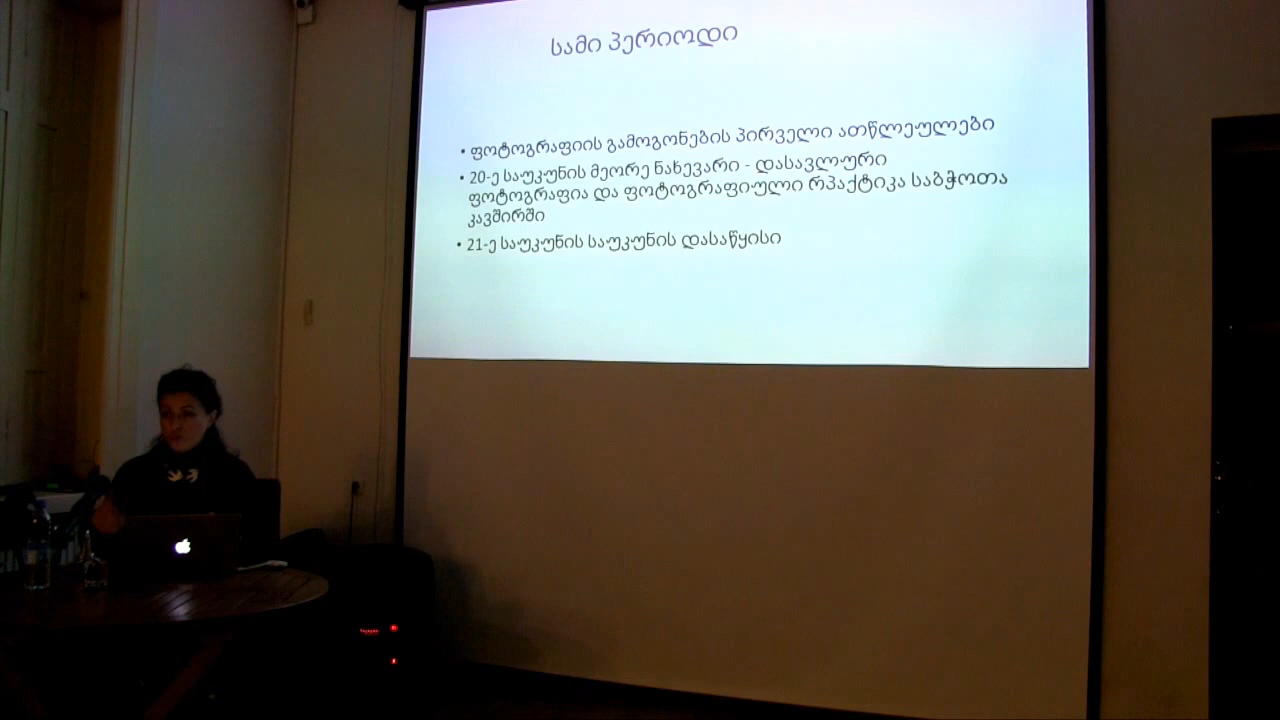 სამი პერიოდი
• ფოტოგრაფიის გამოგონების პირველი ათწლეულები
• 20-ე საუკუნის მეორე ნახევარი - დასავლური
ფოტოგრაფია და ფოტოგრაფიული რპაქტიკა საბჭოთა
კავშირში
• 21-ე საუკუნის საუკუნის დასაწყისი